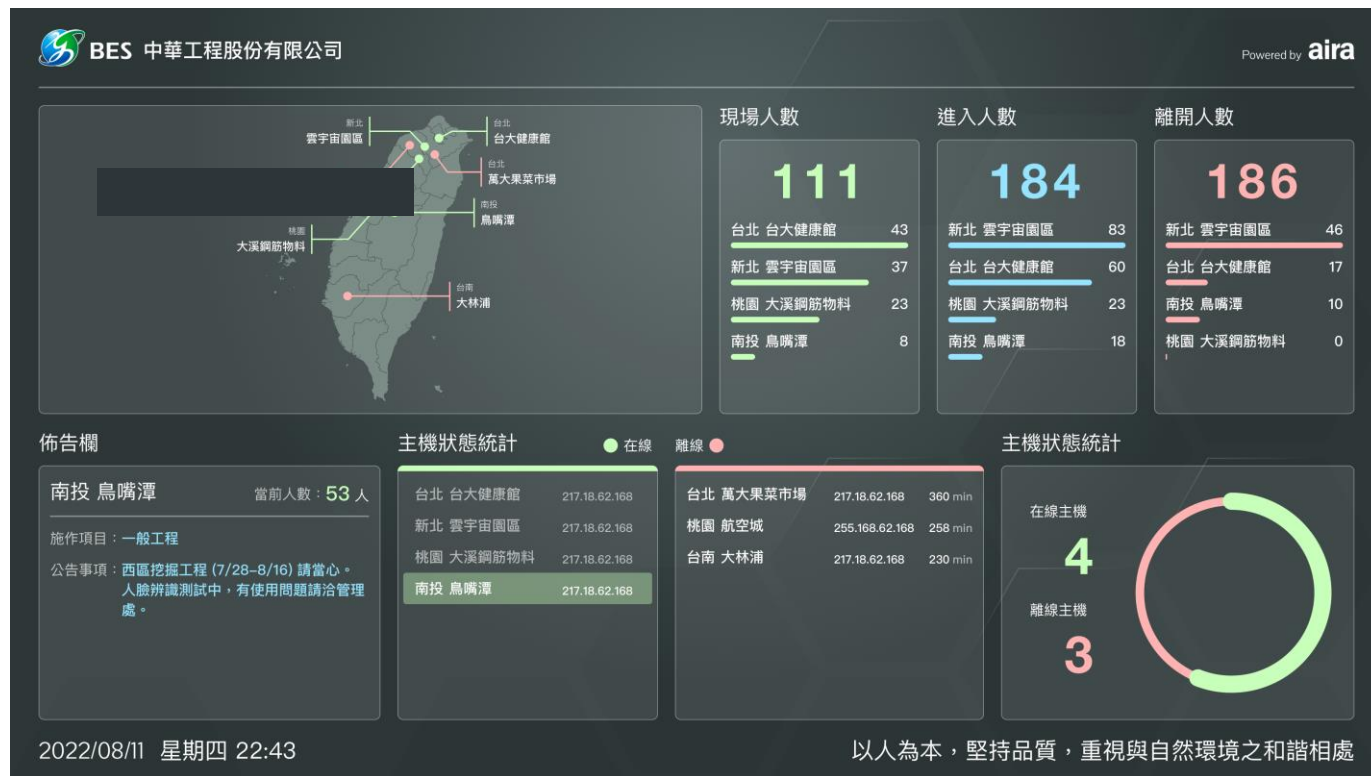 BES 中華工程股份有限公司
Powered by aira
新北
雲宇宙園區
台北
台大健康館
台北
萬大果菜市場
南投
鳥嘴潭
桃園
大溪鋼筋物料
台南
大林浦
現場人數
111
台北 台大健康館 43
新北 雲宇宙園區 37
桃園 大溪鋼筋物料 23
南投 鳥嘴潭 8
進入人數
184
新北 雲宇宙園區 83
台北 台大健康館 60
桃園 大溪鋼筋物料 23
南投 鳥嘴潭 18
離開人數
186
新北 雲宇宙園區 46
台北 台大健康館 17
南投 鳥嘴潭 10
桃園 大溪鋼筋物料 0
佈告欄
南投 鳥嘴潭 當前人數：53 人
施作項目：一般工程
公告事項：西區挖掘工程 (7/28–8/16) 請當心。
人臉辨識測試中，有使用問題請洽管理
處。
主機狀態統計 在線 離線
台北 台大健康館 217.18.62.168
新北 雲宇宙園區 217.18.62.168
桃園 大溪鋼筋物料 217.18.62.168
南投 鳥嘴潭 217.18.62.168
台北 萬大果菜市場 217.18.62.168 360 min
桃園 航空城 255.168.62.168 258 min
台南 大林浦 217.18.62.168 230 min
主機狀態統計
在線主機
4
離線主機
3
2022/08/11 星期四 22:43
以人為本，堅持品質，重視與自然環境之和諧相處